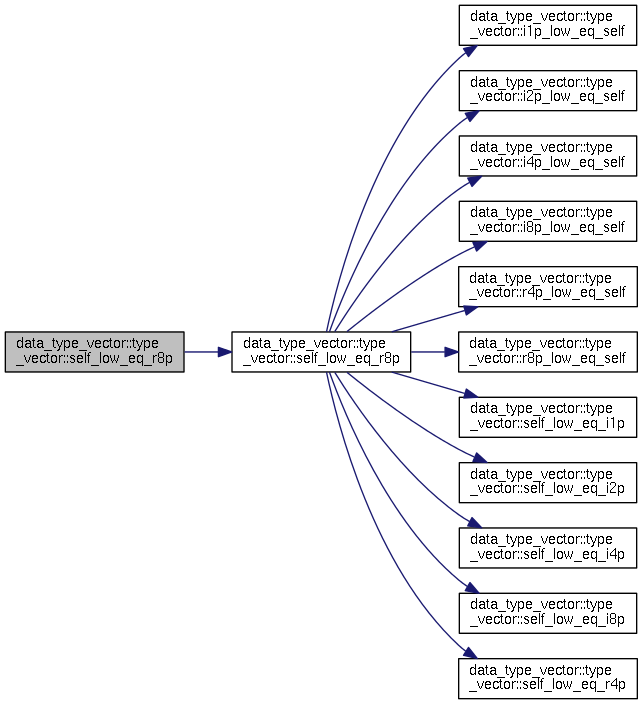 data_type_vector::type
_vector::self_low_eq_r8p
data_type_vector::type
_vector::self_low_eq_r8p
data_type_vector::type
_vector::i1p_low_eq_self
data_type_vector::type
_vector::i2p_low_eq_self
data_type_vector::type
_vector::i4p_low_eq_self
data_type_vector::type
_vector::i8p_low_eq_self
data_type_vector::type
_vector::r4p_low_eq_self
data_type_vector::type
_vector::r8p_low_eq_self
data_type_vector::type
_vector::self_low_eq_i1p
data_type_vector::type
_vector::self_low_eq_i2p
data_type_vector::type
_vector::self_low_eq_i4p
data_type_vector::type
_vector::self_low_eq_i8p
data_type_vector::type
_vector::self_low_eq_r4p